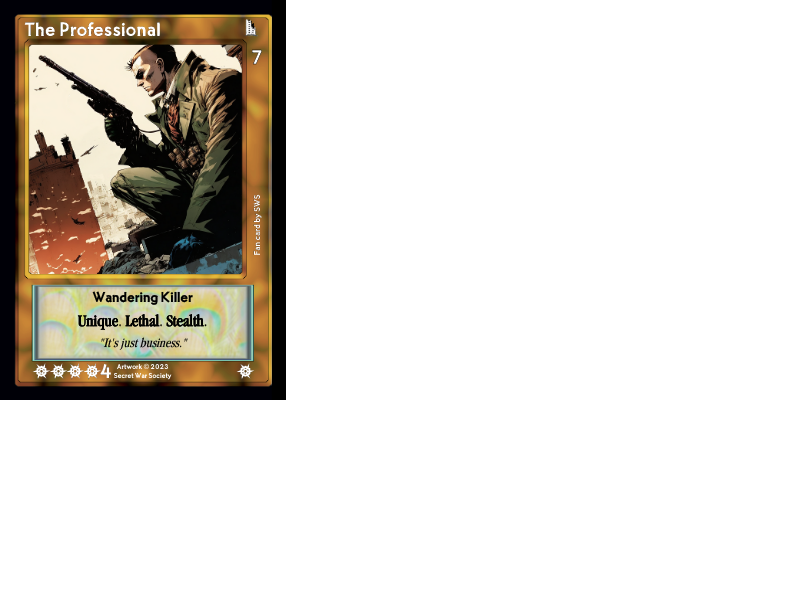 The Professional
7
Fan card by SWS
Wandering Killer
Unique. Lethal. Stealth.
"It's just business."
4
Artwork © 2023
Secret War Society